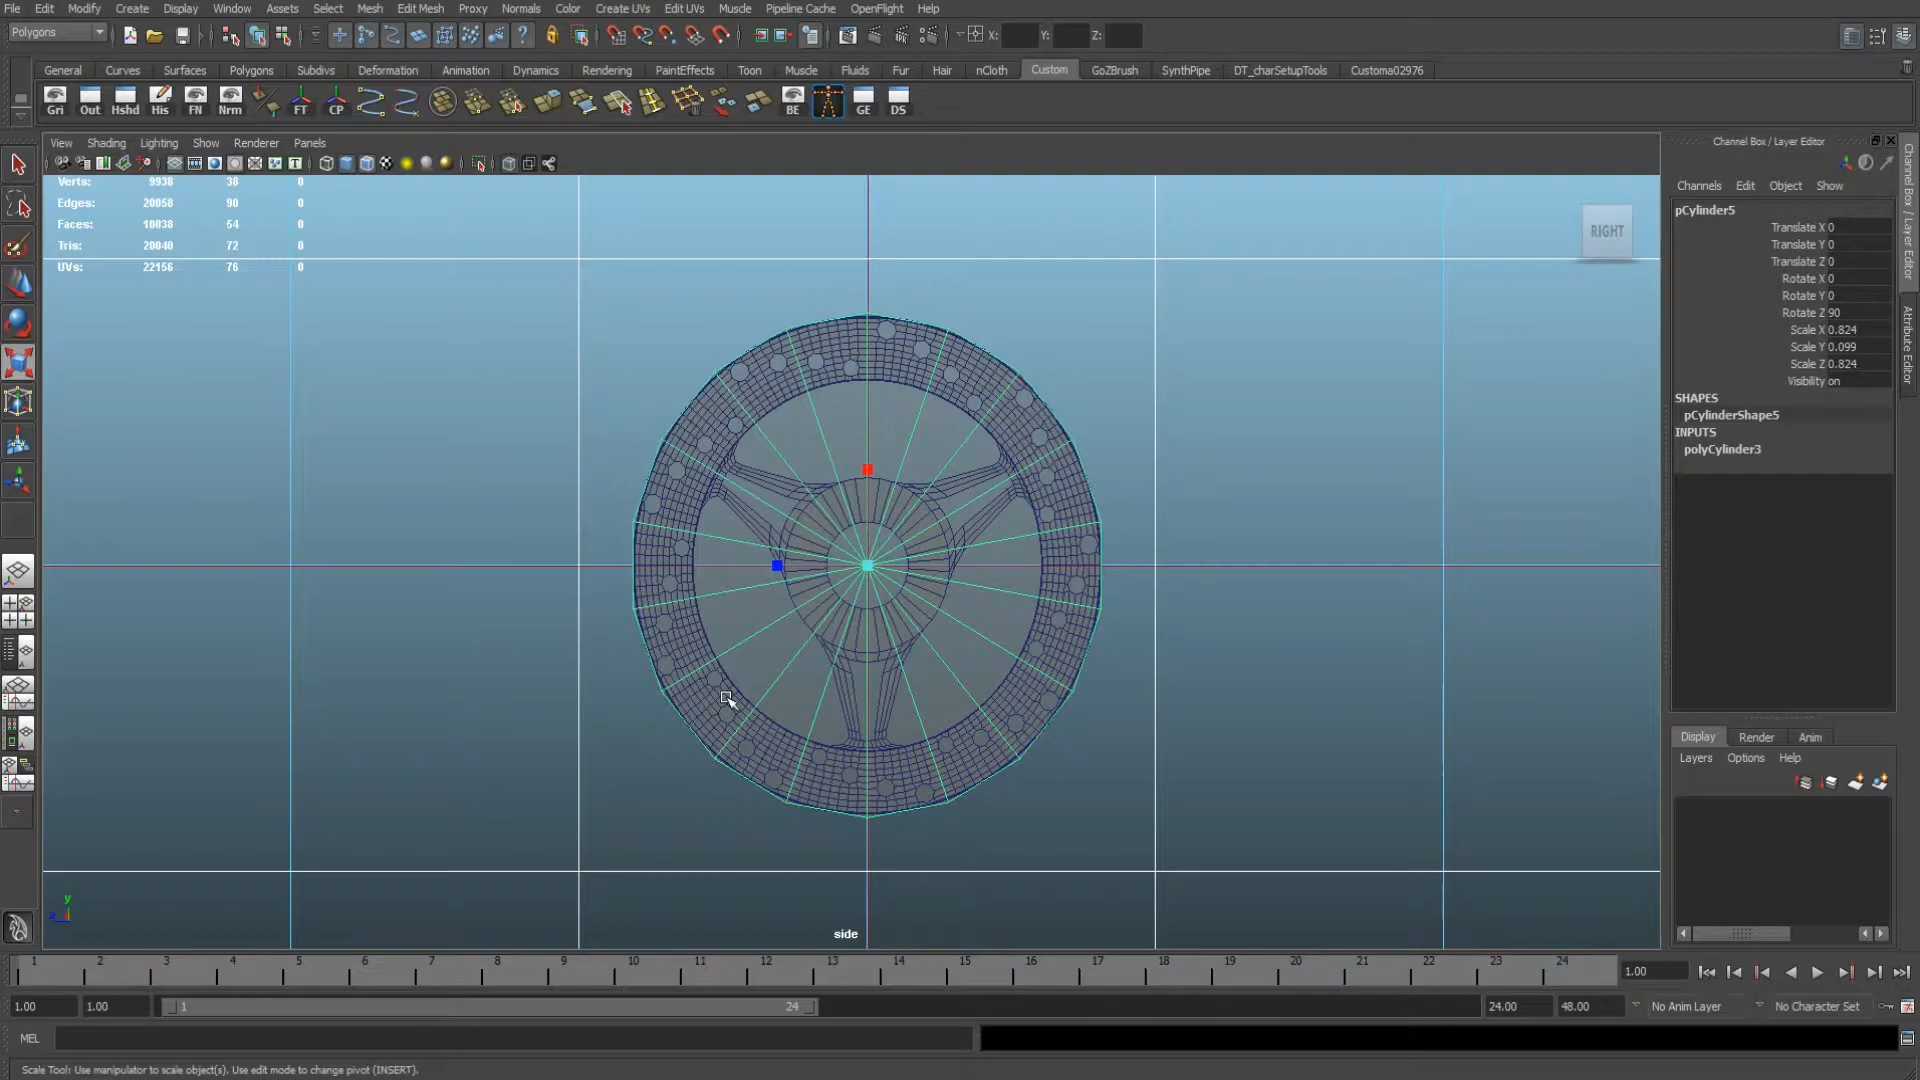 File Edit Modify Create Display Window Assets Select Mesh Edit Mesh Proxy Normals Color Create UVs Edit UVs Muscle Pipeline Cache OpenFlight Help
Polygons X: Y: Z:
General Curves Surfaces Polygons Subdivs Deformation Animation Dynamics Rendering PaintEffects Toon Muscle Fluids Fur Hair nCloth Custom GoZBrush SynthPipe DT_charSetupTools Customa02976
Gri Out Hshd His FN Nrm FT CP BE GE DS
View Shading Lighting Show Renderer Panels
Verts: 9938 38 0
Edges: 20058 90 0
Faces: 10038 54 0
Tris: 20040 72 0
UVs: 22156 76 0
RIGHT
y
z
side
Channel Box / Layer Editor
Channels Edit Object Show
pCylinder5
Translate X 0
Translate Y 0
Translate Z 0
Rotate X 0
Rotate Y 0
Rotate Z 90
Scale X 0.824
Scale Y 0.099
Scale Z 0.824
Visibility on
SHAPES
pCylinderShape5
INPUTS
polyCylinder3
Channel Box / Layer Editor
Attribute Editor
Display Render Anim
Layers Options Help
1 2 3 4 5 6 7 8 9 10 11 12 13 14 15 16 17 18 19 20 21 22 23 24 1.00
1.00 1.00 1 24 24.00 48.00 No Anim Layer No Character Set
MEL
Scale Tool: Use manipulator to scale object(s). Use edit mode to change pivot (INSERT).